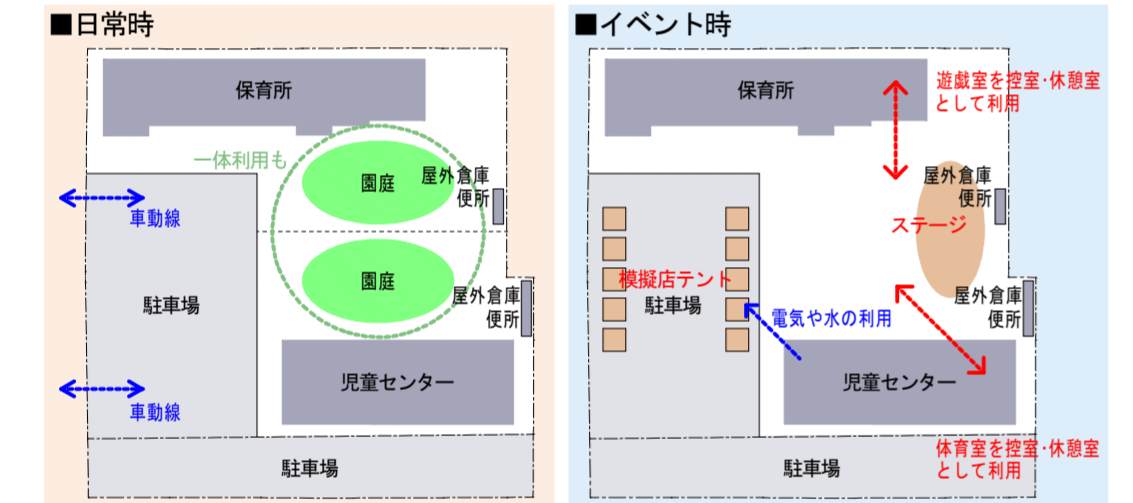 ■日常時
保育所
一体利用も
園庭
屋外倉庫
便所
車動線
園庭
屋外倉庫
便所
駐車場
児童センター
車動線
駐車場
■イベント時
保育所
遊戯室を控室・休憩室
として利用
屋外倉庫
便所
ステージ
模擬店テント
駐車場
電気や水の利用
屋外倉庫
便所
児童センター
体育室を控室・休憩室
として利用
駐車場